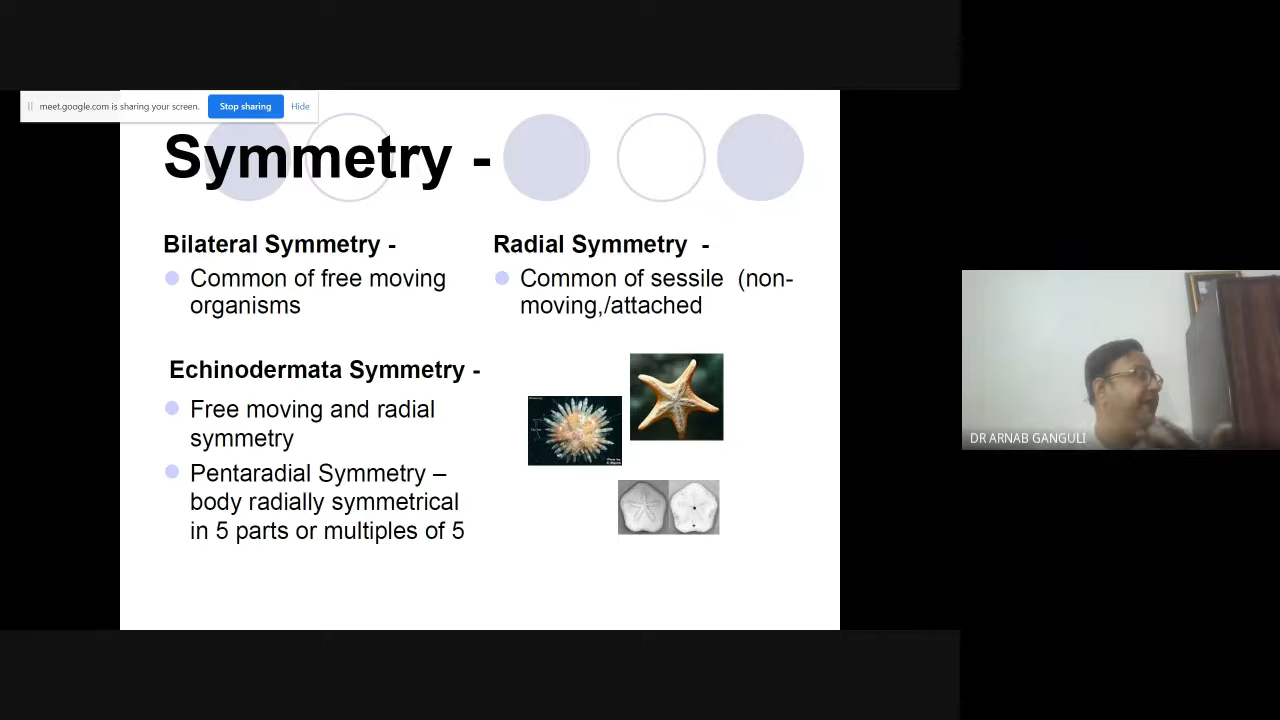 meet.google.com is sharing your screen.
Stop sharing
Hide
Symmetry -
Bilateral Symmetry -
Common of free moving
organisms
Radial Symmetry -
Common of sessile (non-
moving,/attached
Echinodermata Symmetry -
Free moving and radial
symmetry
Pentaradial Symmetry –
body radially symmetrical
in 5 parts or multiples of 5
DR ARNAB GANGULI